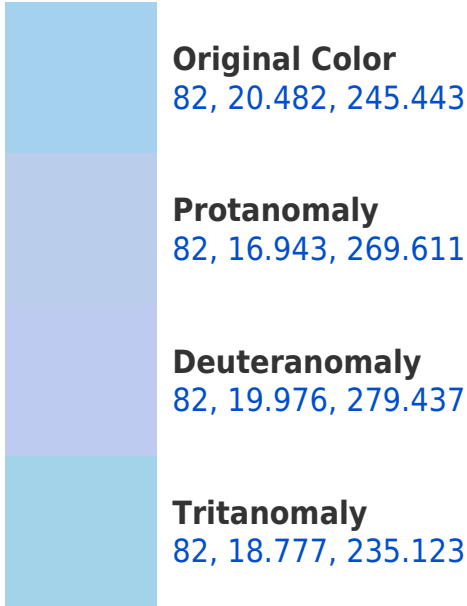 Original Color
82, 20.482, 245.443
Protanomaly
82, 16.943, 269.611
Deuteranomaly
82, 19.976, 279.437
Tritanomaly
82, 18.777, 235.123